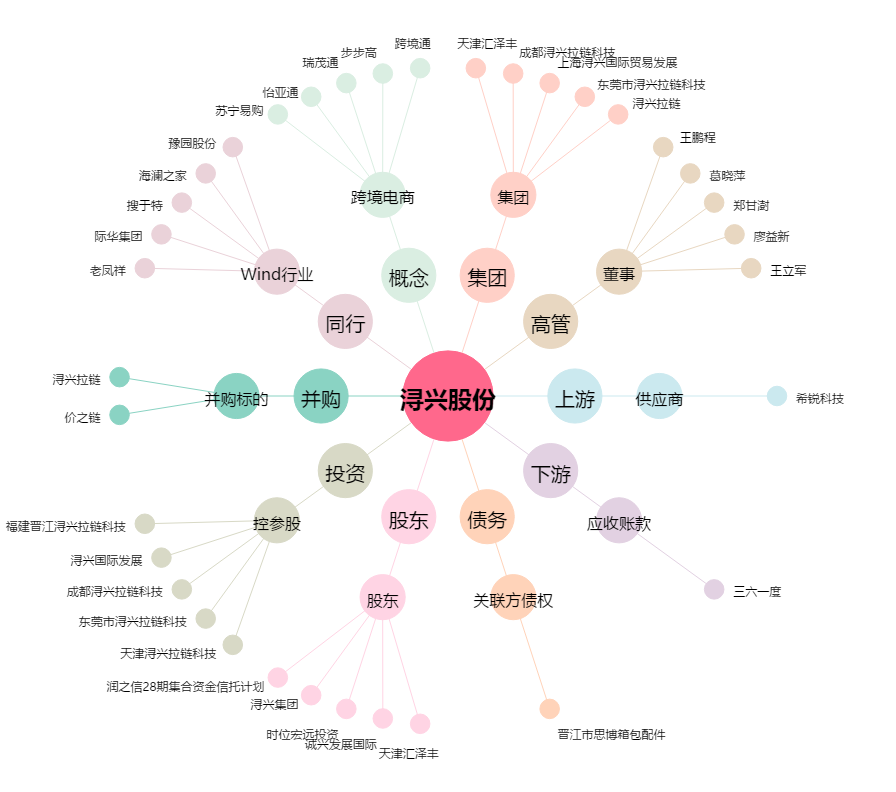 跨境通
步步高
瑞茂通
怡亚通
苏宁易购
跨境电商
概念
天津汇泽丰
成都浔兴拉链科技
上海浔兴国际贸易发展
东莞市浔兴拉链科技
浔兴拉链
集团
集团
王鹏程
葛晓萍
郑甘澍
廖益新
王立军
董事
高管
豫园股份
海澜之家
搜于特
际华集团
老凤祥
Wind行业
同行
浔兴股份
浔兴拉链
价之链
并购标的
并购
上游
供应商
希锐科技
投资
控参股
福建晋江浔兴拉链科技
浔兴国际发展
成都浔兴拉链科技
东莞市浔兴拉链科技
天津浔兴拉链科技
下游
应收账款
三六一度
股东
股东
润之信28期集合资金信托计划
浔兴集团
时位宏远投资
诚兴发展国际
天津汇泽丰
债务
关联方债权
晋江市思博箱包配件